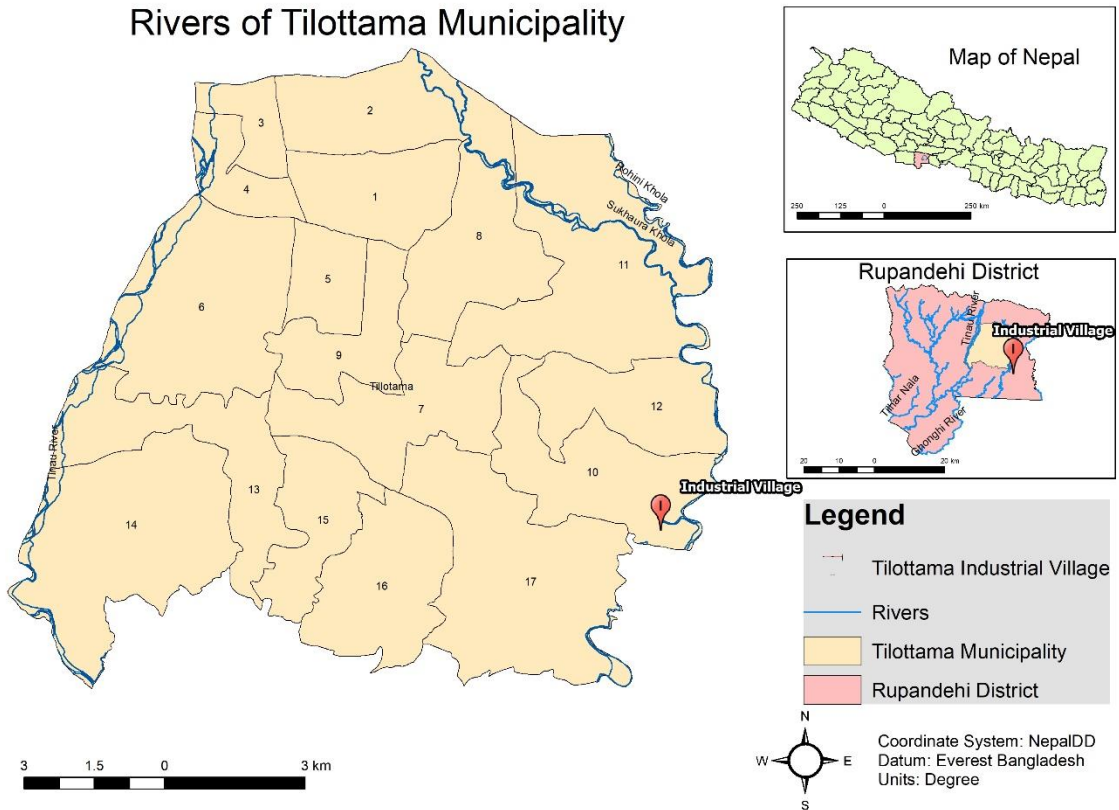 Rivers of Tilottama Municipality
2
3
1
4
Rohini Khola
Sukhaura Khola
8
11
5
6
9
Tillotama
7
12
Tinau River
10
Industrial Village
I
13
14
15
16
17
3 1.5 0 3 km
Map of Nepal
250 125 0 250 km
Rupandehi District
Tinau River
Industrial Village
I
Tilhar Nala
Ghonghi River
20 10 0 20 km
Legend
Tilottama Industrial Village
Rivers
Tilottama Municipality
Rupandehi District
N
W E
S
Coordinate System: NepalDD
Datum: Everest Bangladesh
Units: Degree